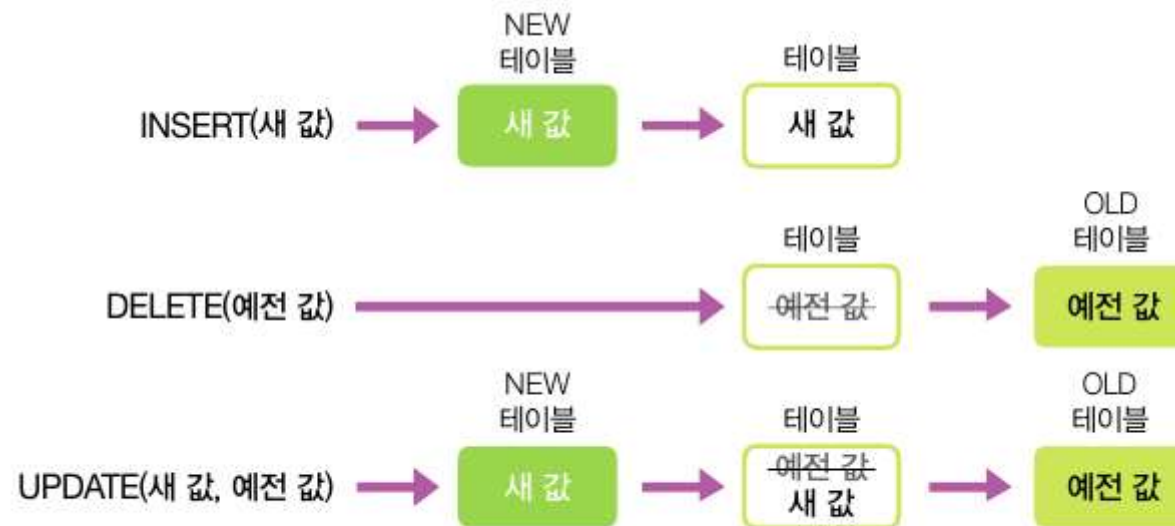 NEW
테이블
테이블
INSERT(새 값)
새 값
새 값
OLD
테이블
테이블
DELETE(예전 값)
예전 값
예전 값
NEW
테이블
테이블
OLD
테이블
UPDATE(새 값, 예전 값)
새 값
예전 값
새 값
예전 값